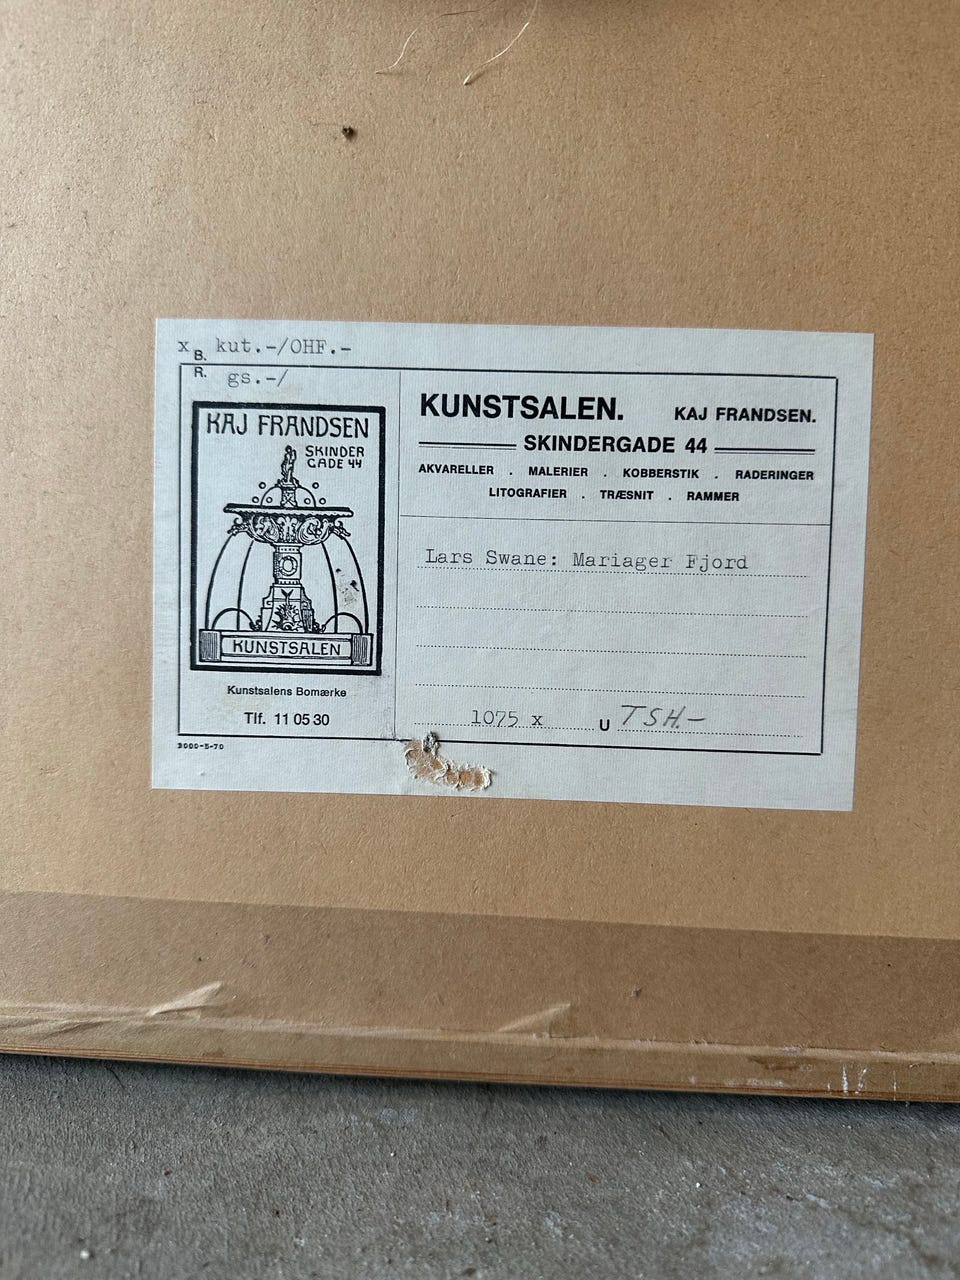 x B. kut.-/OHF.-
R. gs.-/
KAJ FRANDSEN
SKINDER
GADE 44
KUNSTSALEN
Kunstsalens Bomærke
Tlf. 11 05 30
3000-5-70
KUNSTSALEN. KAJ FRANDSEN.
SKINDERGADE 44
AKVARELLER . MALERIER . KOBBERSTIK . RADERINGER
LITOGRAFIER . TRÆSNIT . RAMMER
Lars Swane: Mariager Fjord
1075 x U TSH.-